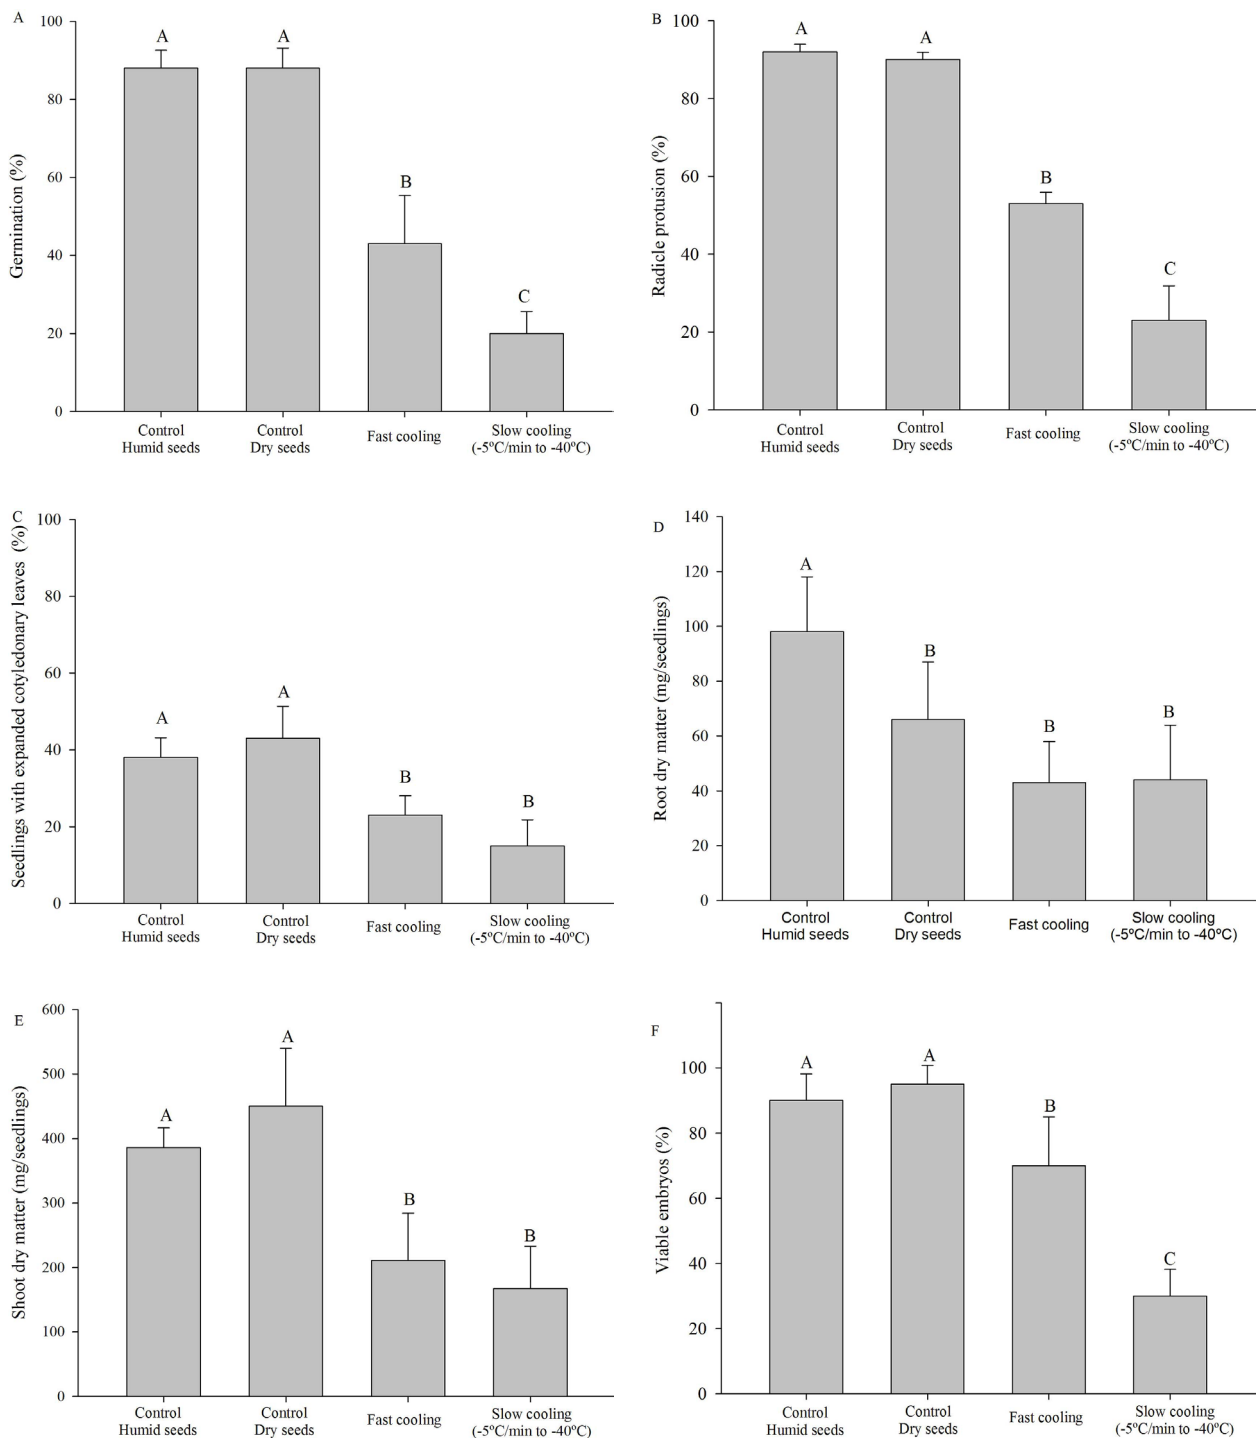 A
Germination (%)
100
80
60
40
20
0
A
A
B
C
Control
Humid seeds
Control
Dry seeds
Fast cooling
Slow cooling
(-5ºC/min to -40ºC)
B
Radicle protusion (%)
100
80
60
40
20
0
A
A
B
C
Control
Humid seeds
Control
Dry seeds
Fast cooling
Slow cooling
(-5ºC/min to -40ºC)
C
Seedlings with expanded cotyledonary leaves (%)
100
80
60
40
20
0
A
A
B
B
Control
Humid seeds
Control
Dry seeds
Fast cooling
Slow cooling
(-5ºC/min to -40ºC)
D
Root dry matter (mg/seedlings)
140
120
100
80
60
40
20
0
A
B
B
B
Control
Humid seeds
Control
Dry seeds
Fast cooling
Slow cooling
(-5ºC/min to -40ºC)
E
Shoot dry matter (mg/seedlings)
600
500
400
300
200
100
0
A
A
B
B
Control
Humid seeds
Control
Dry seeds
Fast cooling
Slow cooling
(-5ºC/min to -40ºC)
F
Viable embryos (%)
100
80
60
40
20
0
A
A
B
C
Control
Humid seeds
Control
Dry seeds
Fast cooling
Slow cooling
(-5ºC/min to -40ºC)